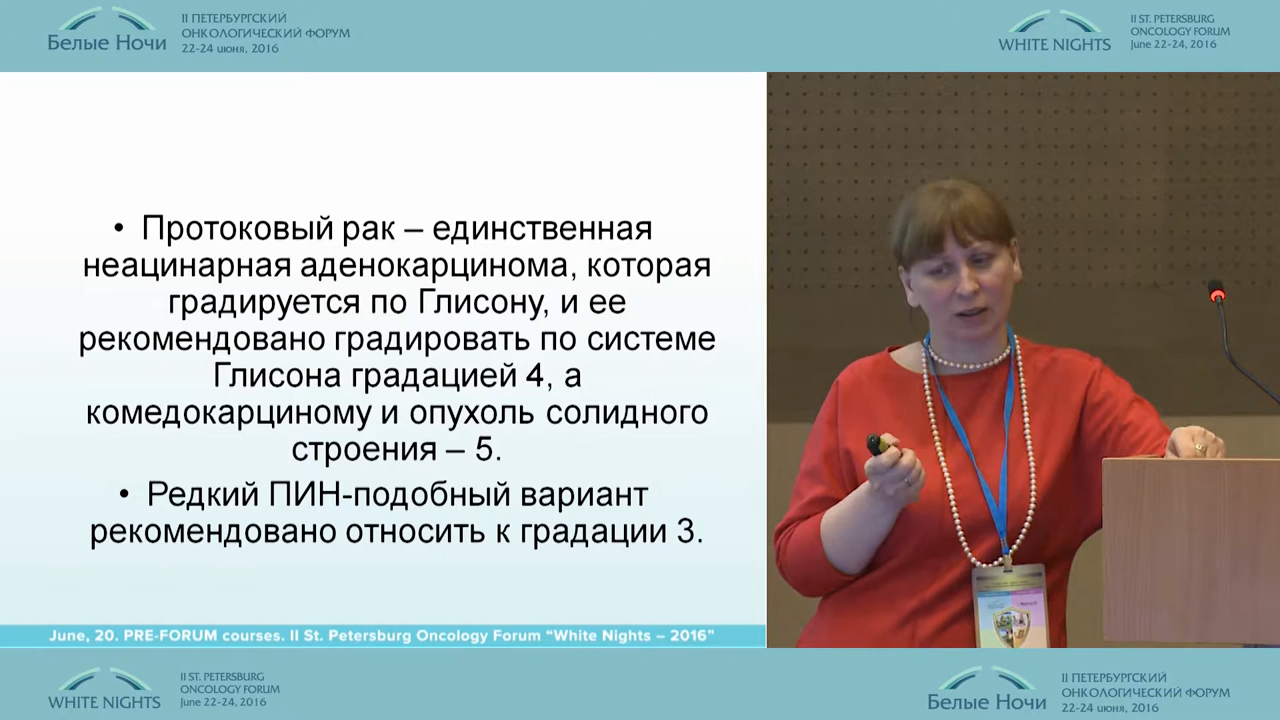 Белые Ночи
II ПЕТЕРБУРГСКИЙ
ОНКОЛОГИЧЕСКИЙ ФОРУМ
22-24 июня, 2016
WHITE NIGHTS
II ST. PETERSBURG
ONCOLOGY FORUM
June 22-24, 2016
• Протоковый рак – единственная
неацинарная аденокарцинома, которая
градируется по Глисону, и ее
рекомендовано градировать по системе
Глисона градацией 4, а
комедокарциному и опухоль солидного
строения – 5.
• Редкий ПИН-подобный вариант
рекомендовано относить к градации 3.
June, 20. PRE-FORUM courses. II St. Petersburg Oncology Forum “White Nights – 2016”
WHITE NIGHTS
II ST. PETERSBURG
ONCOLOGY FORUM
June 22-24, 2016
Белые Ночи
II ПЕТЕРБУРГСКИЙ
ОНКОЛОГИЧЕСКИЙ ФОРУМ
22-24 июня, 2016